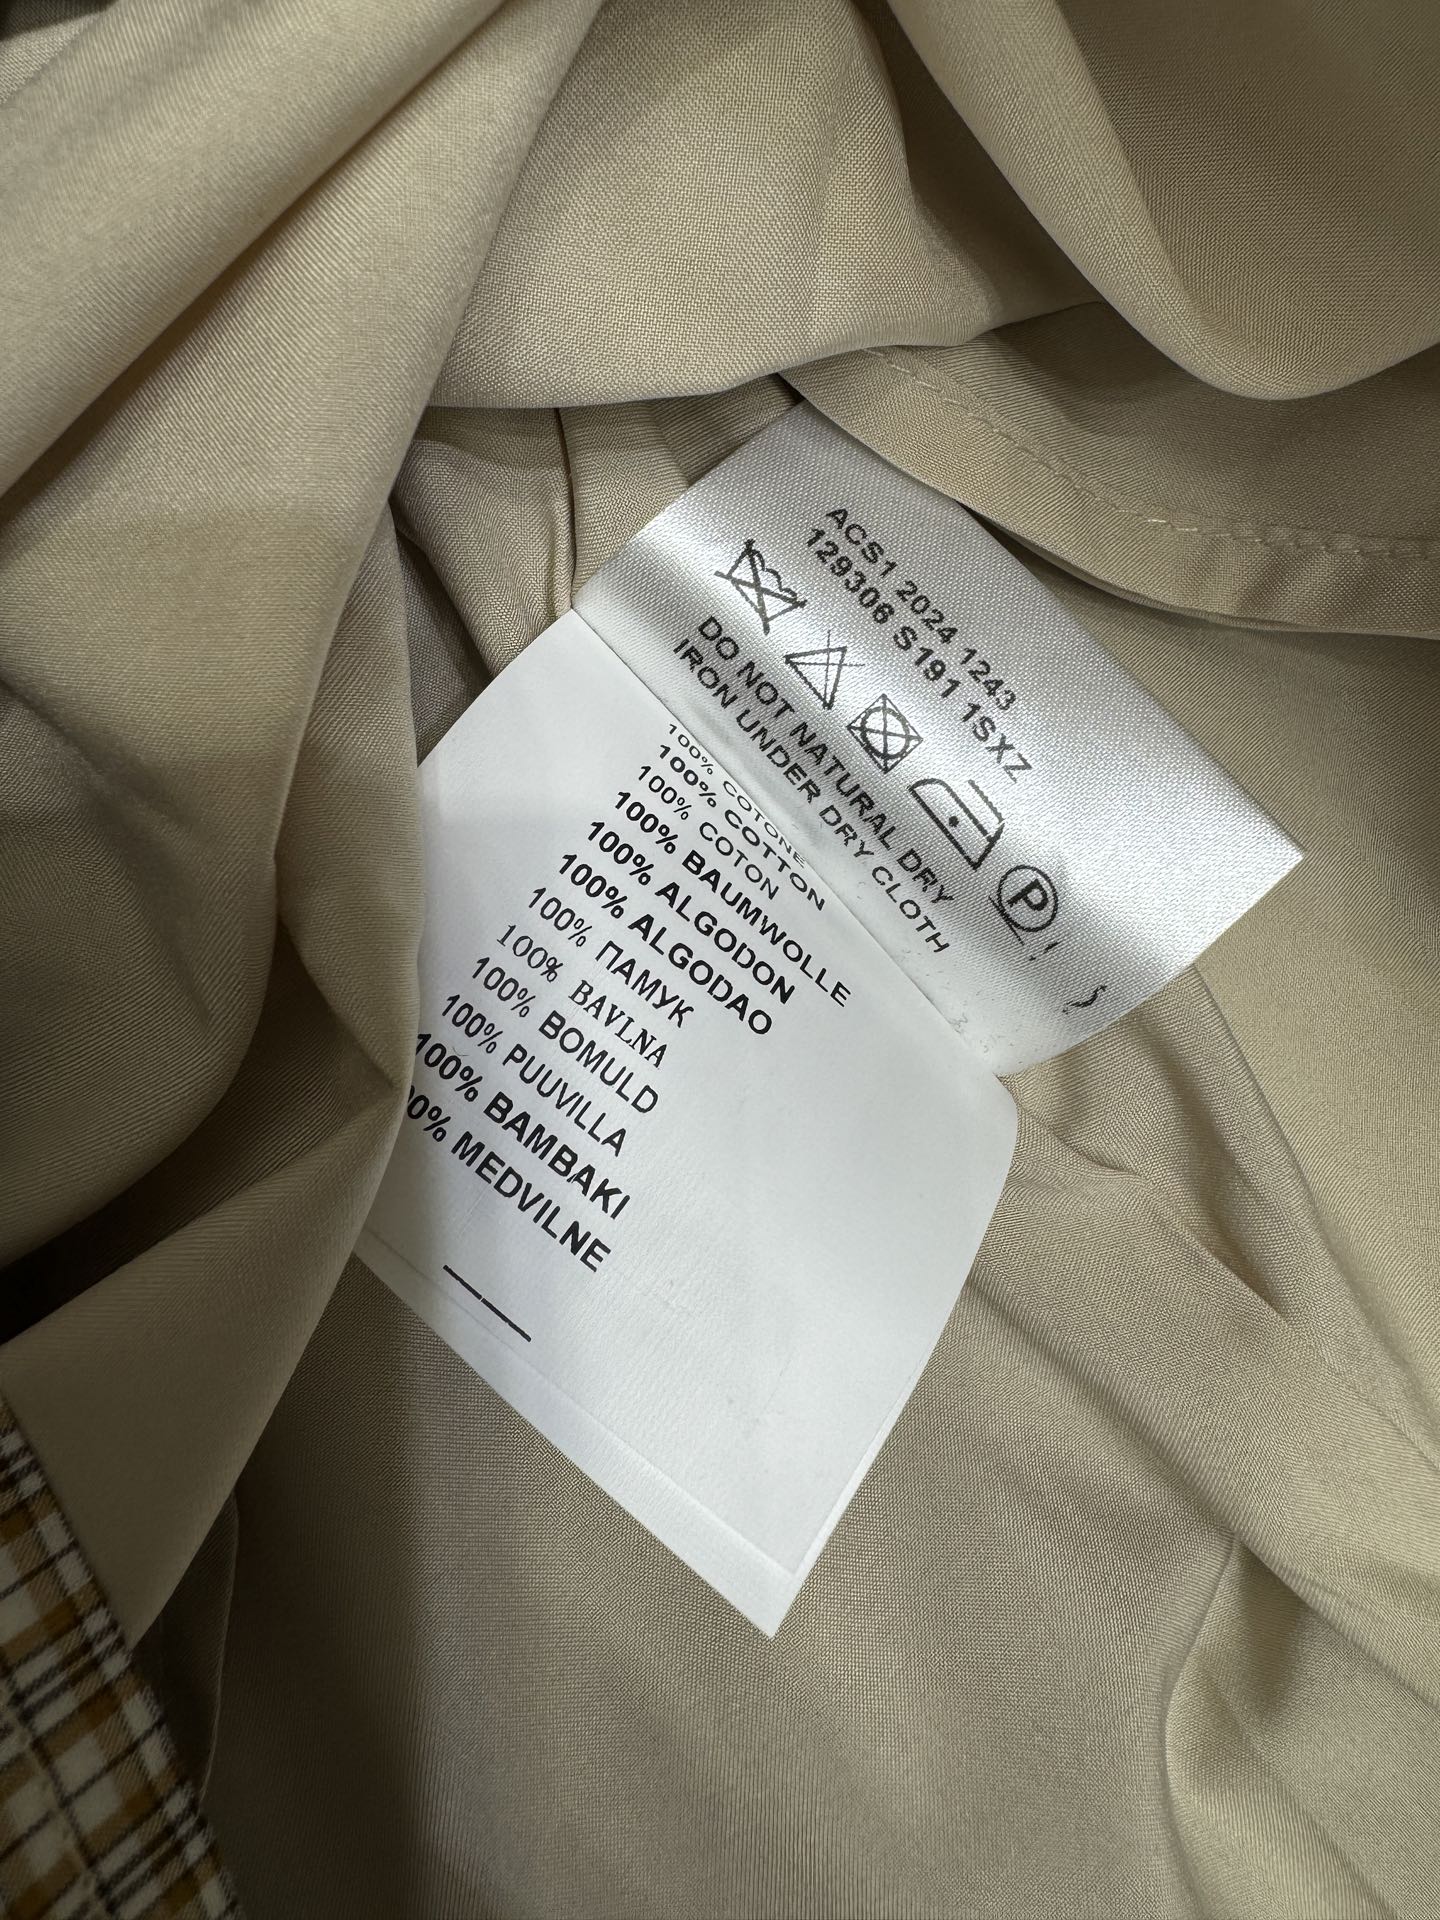 ACS1 2024 1243
129306 S191 1SXZ
P
DO NOT NATURAL DRY
IRON UNDER DRY CLOTH
100% COTONE
100% COTTON
100% COTON
100% BAUMWOLLE
100% ALGODON
100% ALGODAO
100% ПАМУК
100% BAVLNA
100% BOMULD
100% PUUVILLA
100% BAMBAKI
00% MEDVILNE